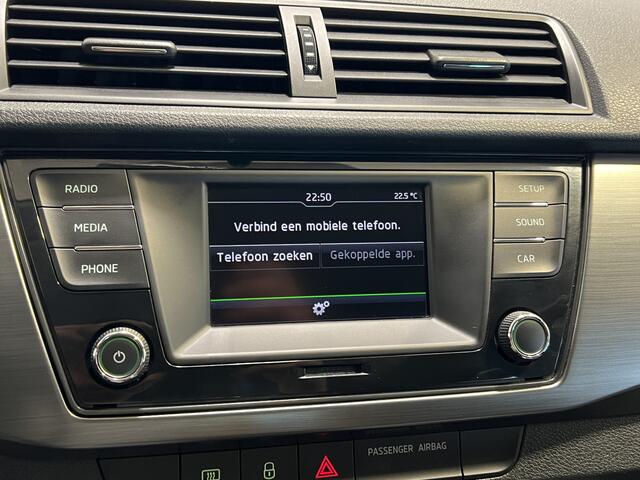 RADIO
MEDIA
PHONE
22:50
22.5 °C
Verbind een mobiele telefoon.
Telefoon zoeken
Gekoppelde app.
SETUP
SOUND
CAR
PASSENGER AIRBAG